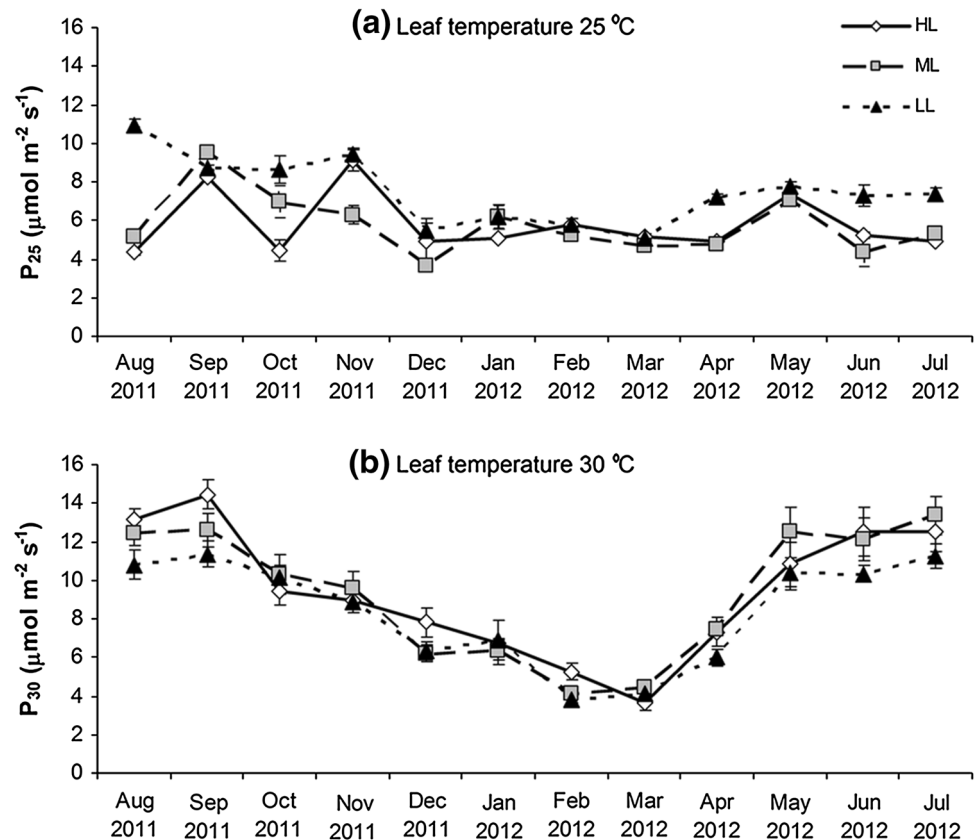 (a) Leaf temperature 25 ⁰C
HL
ML
LL
P25 (μmol m-2 s-1)
16
14
12
10
8
6
4
2
0
Aug Sep Oct Nov Dec Jan Feb Mar Apr May Jun Jul
2011 2011 2011 2011 2011 2012 2012 2012 2012 2012 2012 2012
(b) Leaf temperature 30 ⁰C
P30 (μmol m-2 s-1)
16
14
12
10
8
6
4
2
0
Aug Sep Oct Nov Dec Jan Feb Mar Apr May Jun Jul
2011 2011 2011 2011 2011 2012 2012 2012 2012 2012 2012 2012